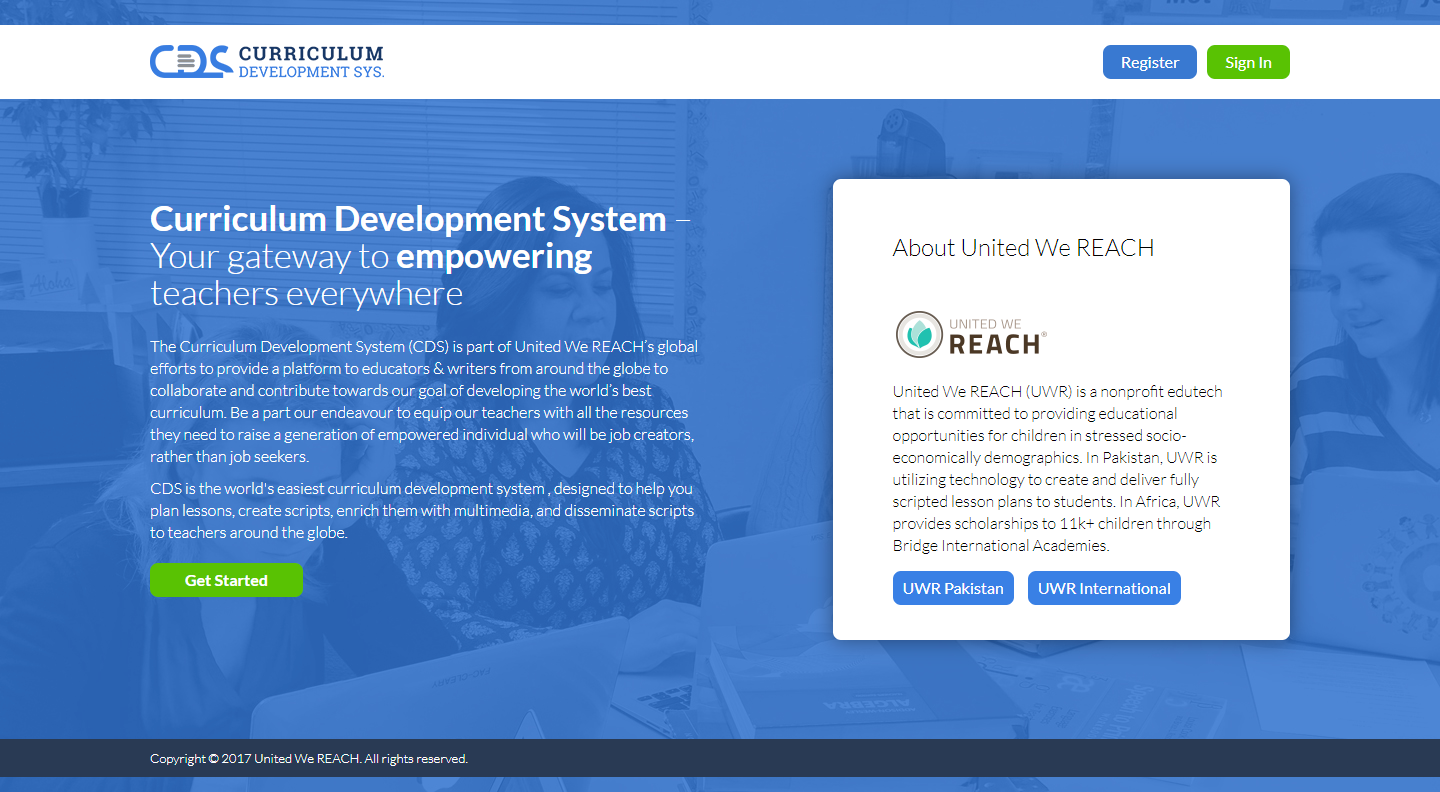 CDS CURRICULUM
DEVELOPMENT SYS.
Register
Sign In
Curriculum Development System –
Your gateway to empowering
teachers everywhere
The Curriculum Development System (CDS) is part of United We REACH’s global
efforts to provide a platform to educators & writers from around the globe to
collaborate and contribute towards our goal of developing the world’s best
curriculum. Be a part our endeavour to equip our teachers with all the resources
they need to raise a generation of empowered individual who will be job creators,
rather than job seekers.
CDS is the world's easiest curriculum development system , designed to help you
plan lessons, create scripts, enrich them with multimedia, and disseminate scripts
to teachers around the globe.
Get Started
About United We REACH
UNITED WE
REACH®
United We REACH (UWR) is a nonprofit edutech
that is committed to providing educational
opportunities for children in stressed socio-
economically demographics. In Pakistan, UWR is
utilizing technology to create and deliver fully
scripted lesson plans to students. In Africa, UWR
provides scholarships to 11k+ children through
Bridge International Academies.
UWR Pakistan
UWR International
Aloha
ALGEBRA
Copyright © 2017 United We REACH. All rights reserved.